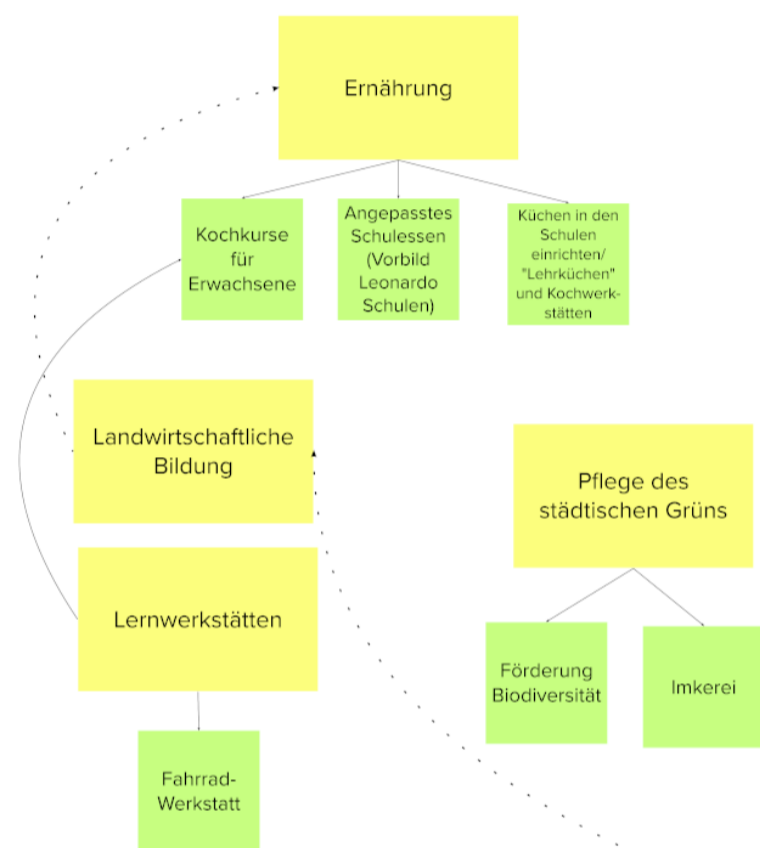 Ernährung
Kochkurse
für
Erwachsene
Angepasstes
Schulessen
(Vorbild
Leonardo
Schulen)
Küchen in den
Schulen
einrichten/
"Lehrküchen"
und Kochwerk-
stätten
Landwirtschaftliche
Bildung
Pflege des
städtischen Grüns
Lernwerkstätten
Förderung
Biodiversität
Imkerei
Fahrrad-
Werkstatt